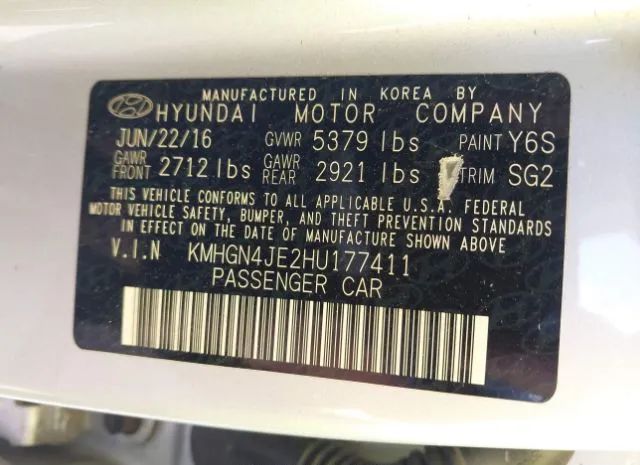 MANUFACTURED IN KOREA BY
HYUNDAI MOTOR COMPANY
JUN/22/16 GVWR 5379 lbs PAINT Y6S
GAWR FRONT 2712 lbs GAWR REAR 2921 lbs TRIM SG2
THIS VEHICLE CONFORMS TO ALL APPLICABLE U.S.A. FEDERAL
MOTOR VEHICLE SAFETY, BUMPER, AND THEFT PREVENTION STANDARDS
IN EFFECT ON THE DATE OF MANUFACTURE SHOWN ABOVE
V.I.N KMHGN4JE2HU177411
PASSENGER CAR